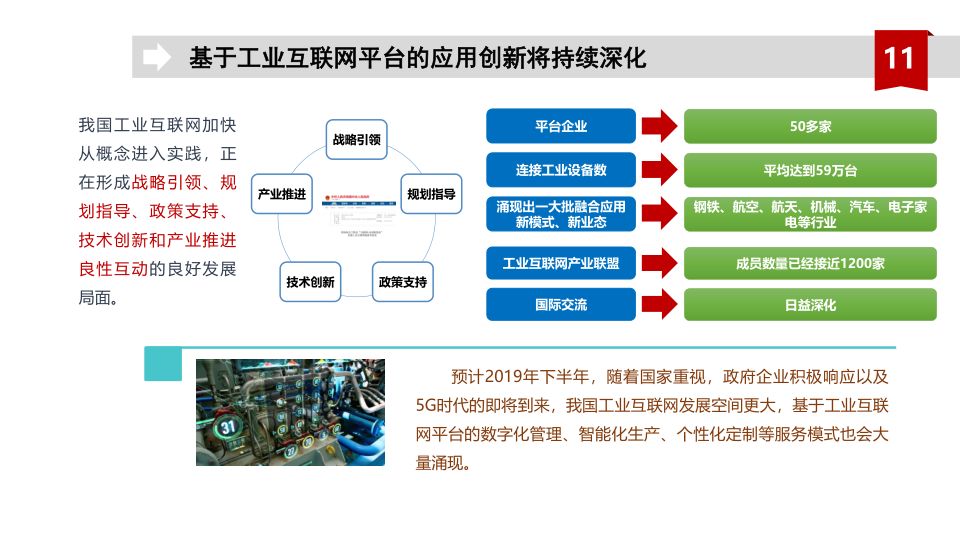 基于工业互联网平台的应用创新将持续深化
11
我国工业互联网加快
从概念进入实践，正
在形成战略引领、规
划指导、政策支持、
技术创新和产业推进
良性互动的良好发展
局面。
战略引领
产业推进
规划指导
技术创新
政策支持
平台企业
50多家
连接工业设备数
平均达到59万台
涌现出一大批融合应用
新模式、新业态
钢铁、航空、航天、机械、汽车、电子家
电等行业
工业互联网产业联盟
成员数量已经接近1200家
国际交流
日益深化
31
27
预计2019年下半年，随着国家重视，政府企业积极响应以及
5G时代的即将到来，我国工业互联网发展空间更大，基于工业互联
网平台的数字化管理、智能化生产、个性化定制等服务模式也会大
量涌现。